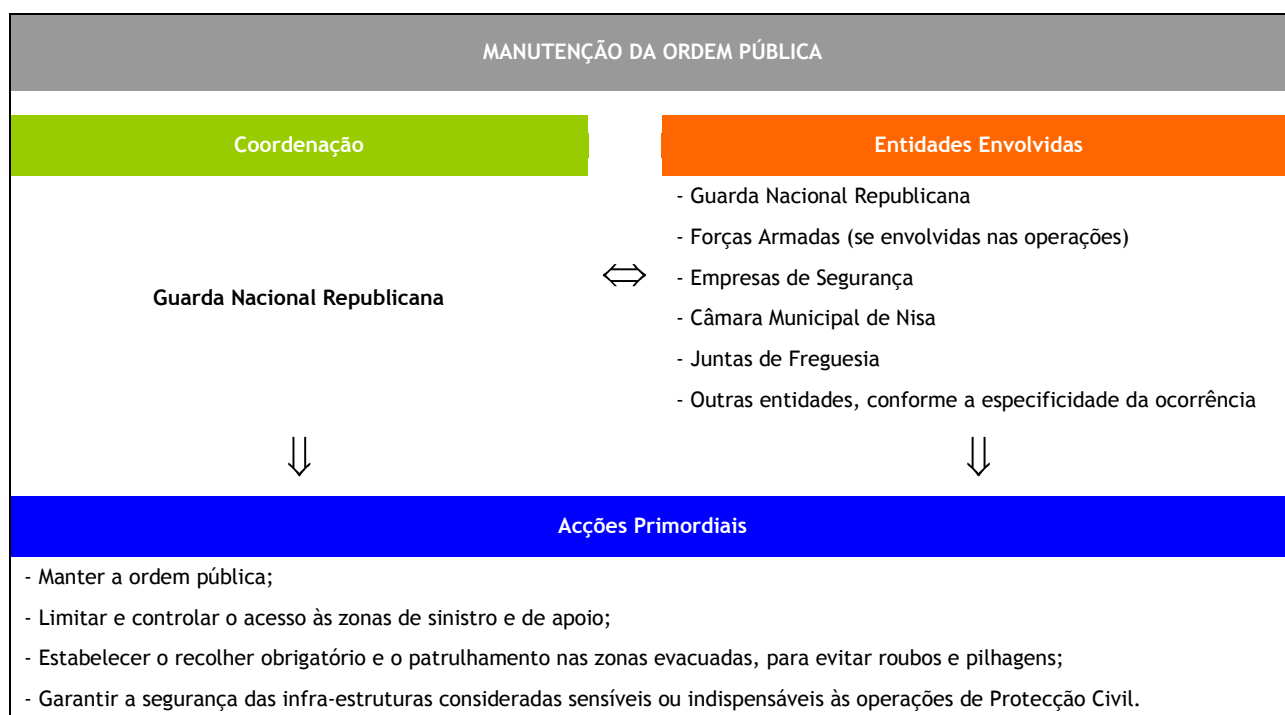 MANUTENÇÃO DA ORDEM PÚBLICA
Coordenação
Guarda Nacional Republicana
Entidades Envolvidas
- Guarda Nacional Republicana
- Forças Armadas (se envolvidas nas operações)
- Empresas de Segurança
- Câmara Municipal de Nisa
- Juntas de Freguesia
- Outras entidades, conforme a especificidade da ocorrência
Acções Primordiais
- Manter a ordem pública;
- Limitar e controlar o acesso às zonas de sinistro e de apoio;
- Estabelecer o recolher obrigatório e o patrulhamento nas zonas evacuadas, para evitar roubos e pilhagens;
- Garantir a segurança das infra-estruturas consideradas sensíveis ou indispensáveis às operações de Protecção Civil.